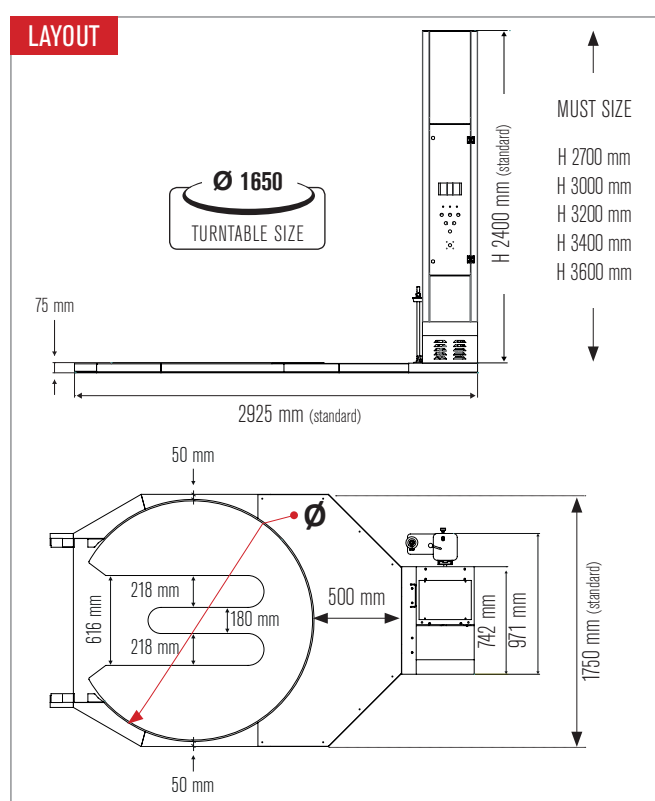 LAYOUT
MUST SIZE
H 2700 mm
H 3000 mm
H 3200 mm
H 3400 mm
H 3600 mm
H 2400 mm (standard)
Ø 1650
TURNTABLE SIZE
75 mm
2925 mm (standard)
50 mm
Ø
218 mm
180 mm
218 mm
616 mm
500 mm
742 mm
971 mm
1750 mm (standard)
50 mm